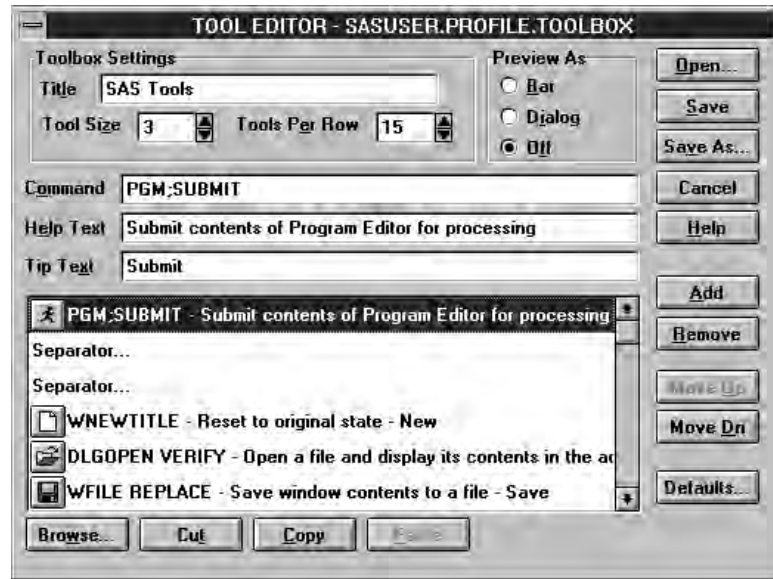 TOOL EDITOR - SASUSER.PROFILE.TOOLBOX
Toolbox Settings
Title SAS Tools
Tool Size 3 Tools Per Row 15
Preview As
Bar
Dialog
Off
Open...
Save
Save As...
Cancel
Help
Command PGM;SUBMIT
Help Text Submit contents of Program Editor for processing
Tip Text Submit
PGM;SUBMIT - Submit contents of Program Editor for processing
Separator...
Separator...
WNEWTITLE - Reset to original state - New
DLGOPEN VERIFY - Open a file and display its contents in the ac
WFILE REPLACE - Save window contents to a file - Save
Add
Remove
Move Up
Move Dn
Defaults...
Browse... Cut Copy Paste